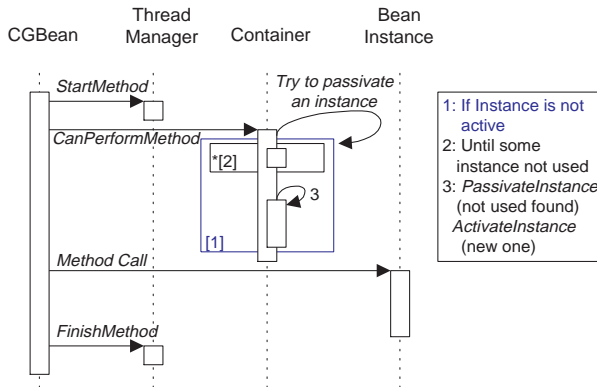 CGBean
Thread
Manager
Container
Bean
Instance
StartMethod
Try to passivate
an instance
CanPerformMethod
*[2]
3
[1]
Method Call
FinishMethod
1: If Instance is not
active
2: Until some
instance not used
3: PassivateInstance
(not used found)
ActivateInstance
(new one)